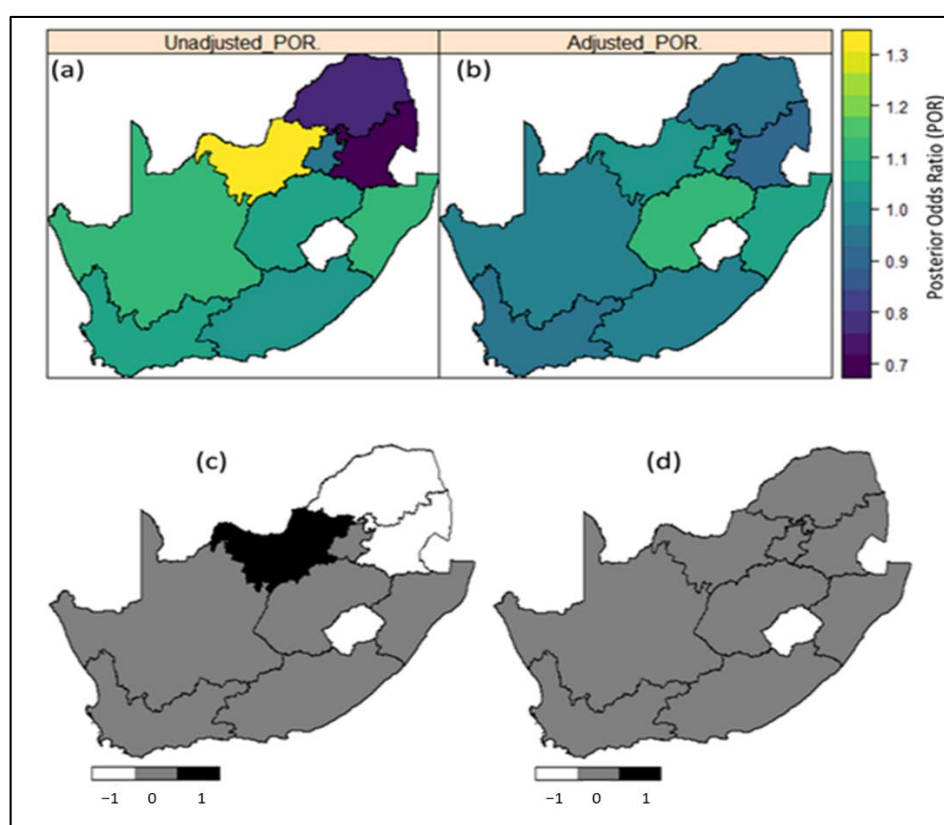 Unadjusted_POR.
Adjusted_POR.
(a)
(b)
1.3
1.2
1.1
1.0
0.9
0.8
0.7
Posterior Odds Ratio (POR)
(c)
(d)
−1 0 1
−1 0 1